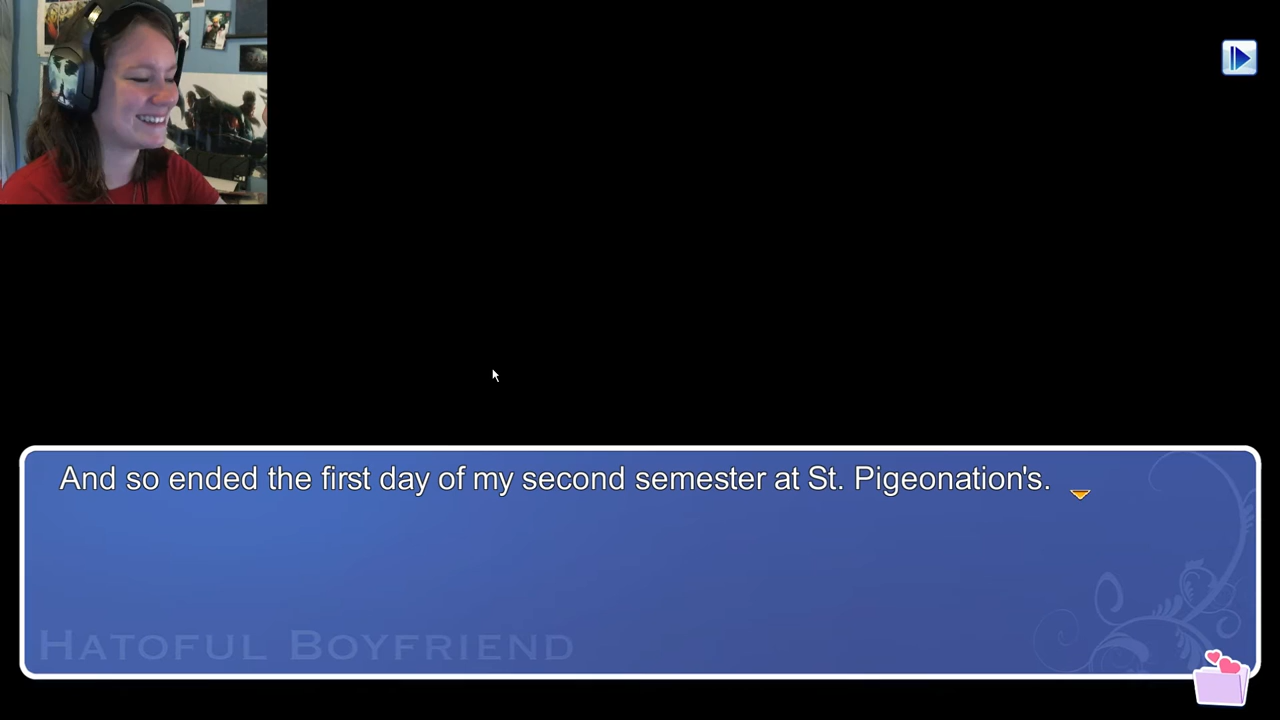 And so ended the first day of my second semester at St. Pigeonation's.
HATOFUL BOYFRIEND